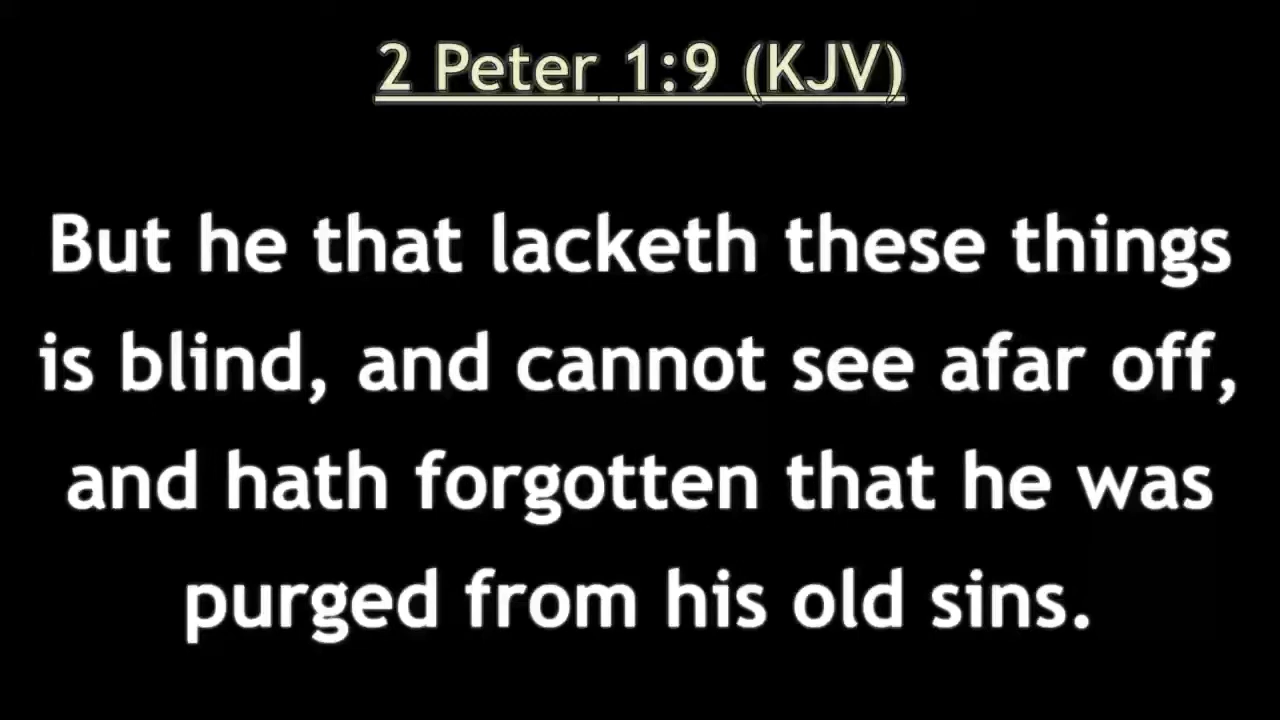 2 Peter 1:9 (KJV)
But he that lacketh these things
is blind, and cannot see afar off,
and hath forgotten that he was
purged from his old sins.